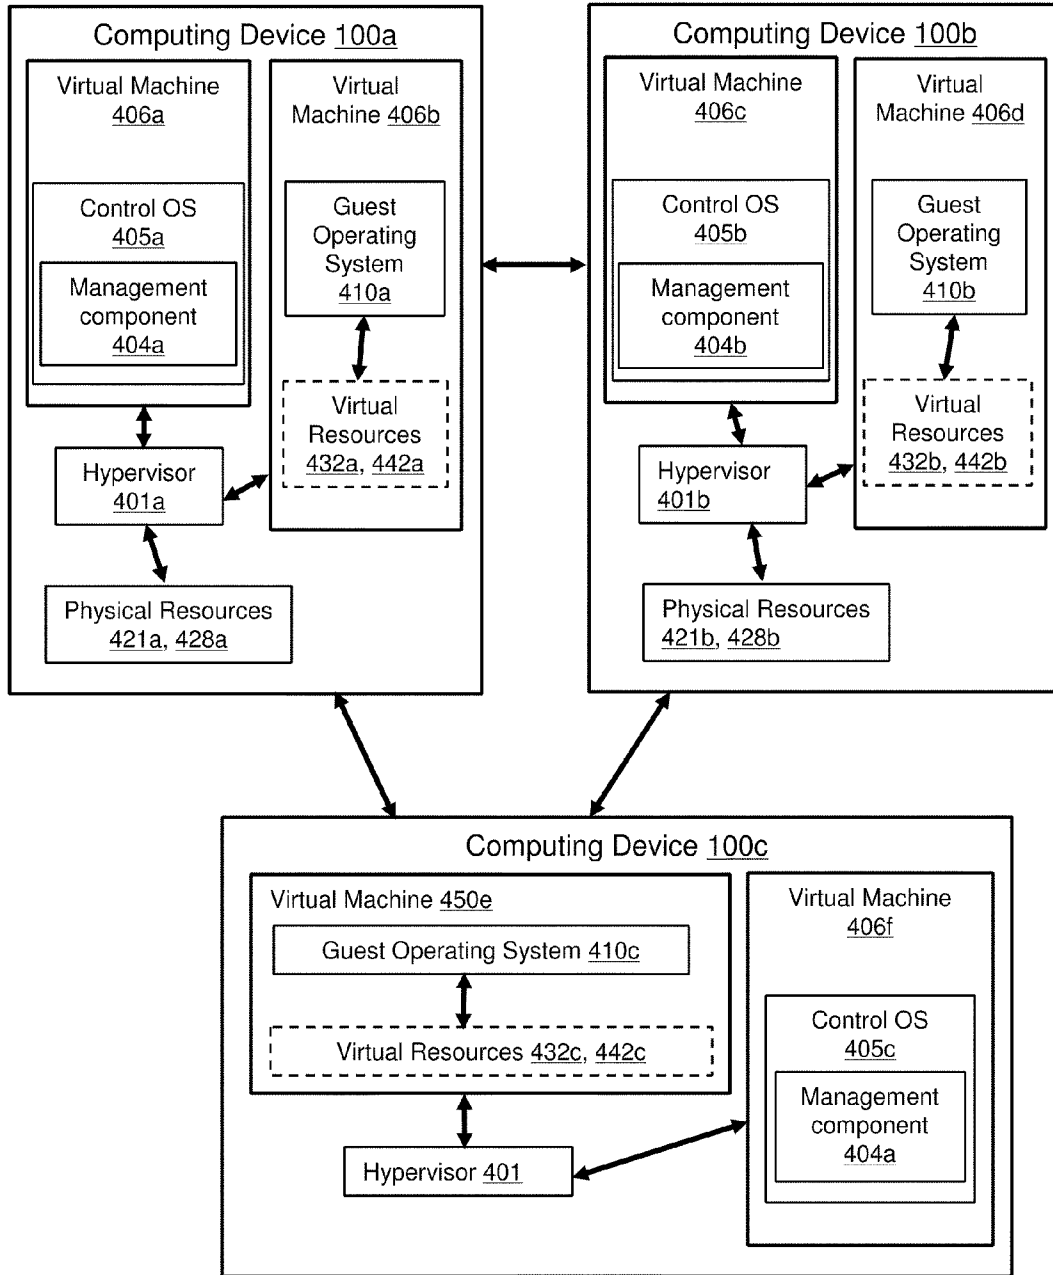 Computing Device 100a
Virtual Machine
406a
Control OS
405a
Management
component
404a
Virtual
Machine 406b
Guest
Operating
System
410a
Virtual
Resources
432a, 442a
Hypervisor
401a
Physical Resources
421a, 428a
Computing Device 100b
Virtual Machine
406c
Control OS
405b
Management
component
404b
Virtual
Machine 406d
Guest
Operating
System
410b
Virtual
Resources
432b, 442b
Hypervisor
401b
Physical Resources
421b, 428b
Computing Device 100c
Virtual Machine 450e
Guest Operating System 410c
Virtual Resources 432c, 442c
Hypervisor 401
Virtual Machine
406f
Control OS
405c
Management
component
404a